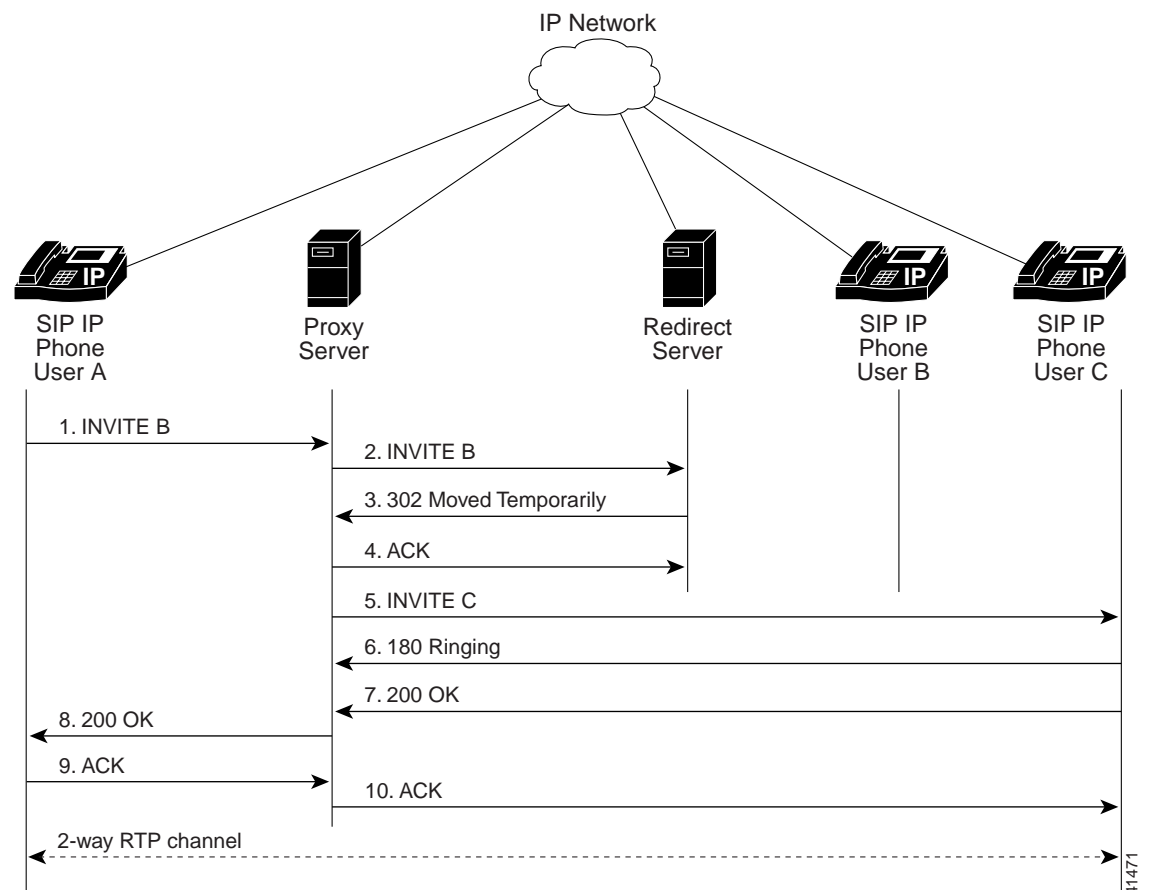 IP Network
IP
IP
IP
SIP IP
Phone
User A
Proxy
Server
Redirect
Server
SIP IP
Phone
User B
SIP IP
Phone
User C
1. INVITE B
2. INVITE B
3. 302 Moved Temporarily
4. ACK
5. INVITE C
6. 180 Ringing
7. 200 OK
8. 200 OK
9. ACK
10. ACK
2-way RTP channel
41471